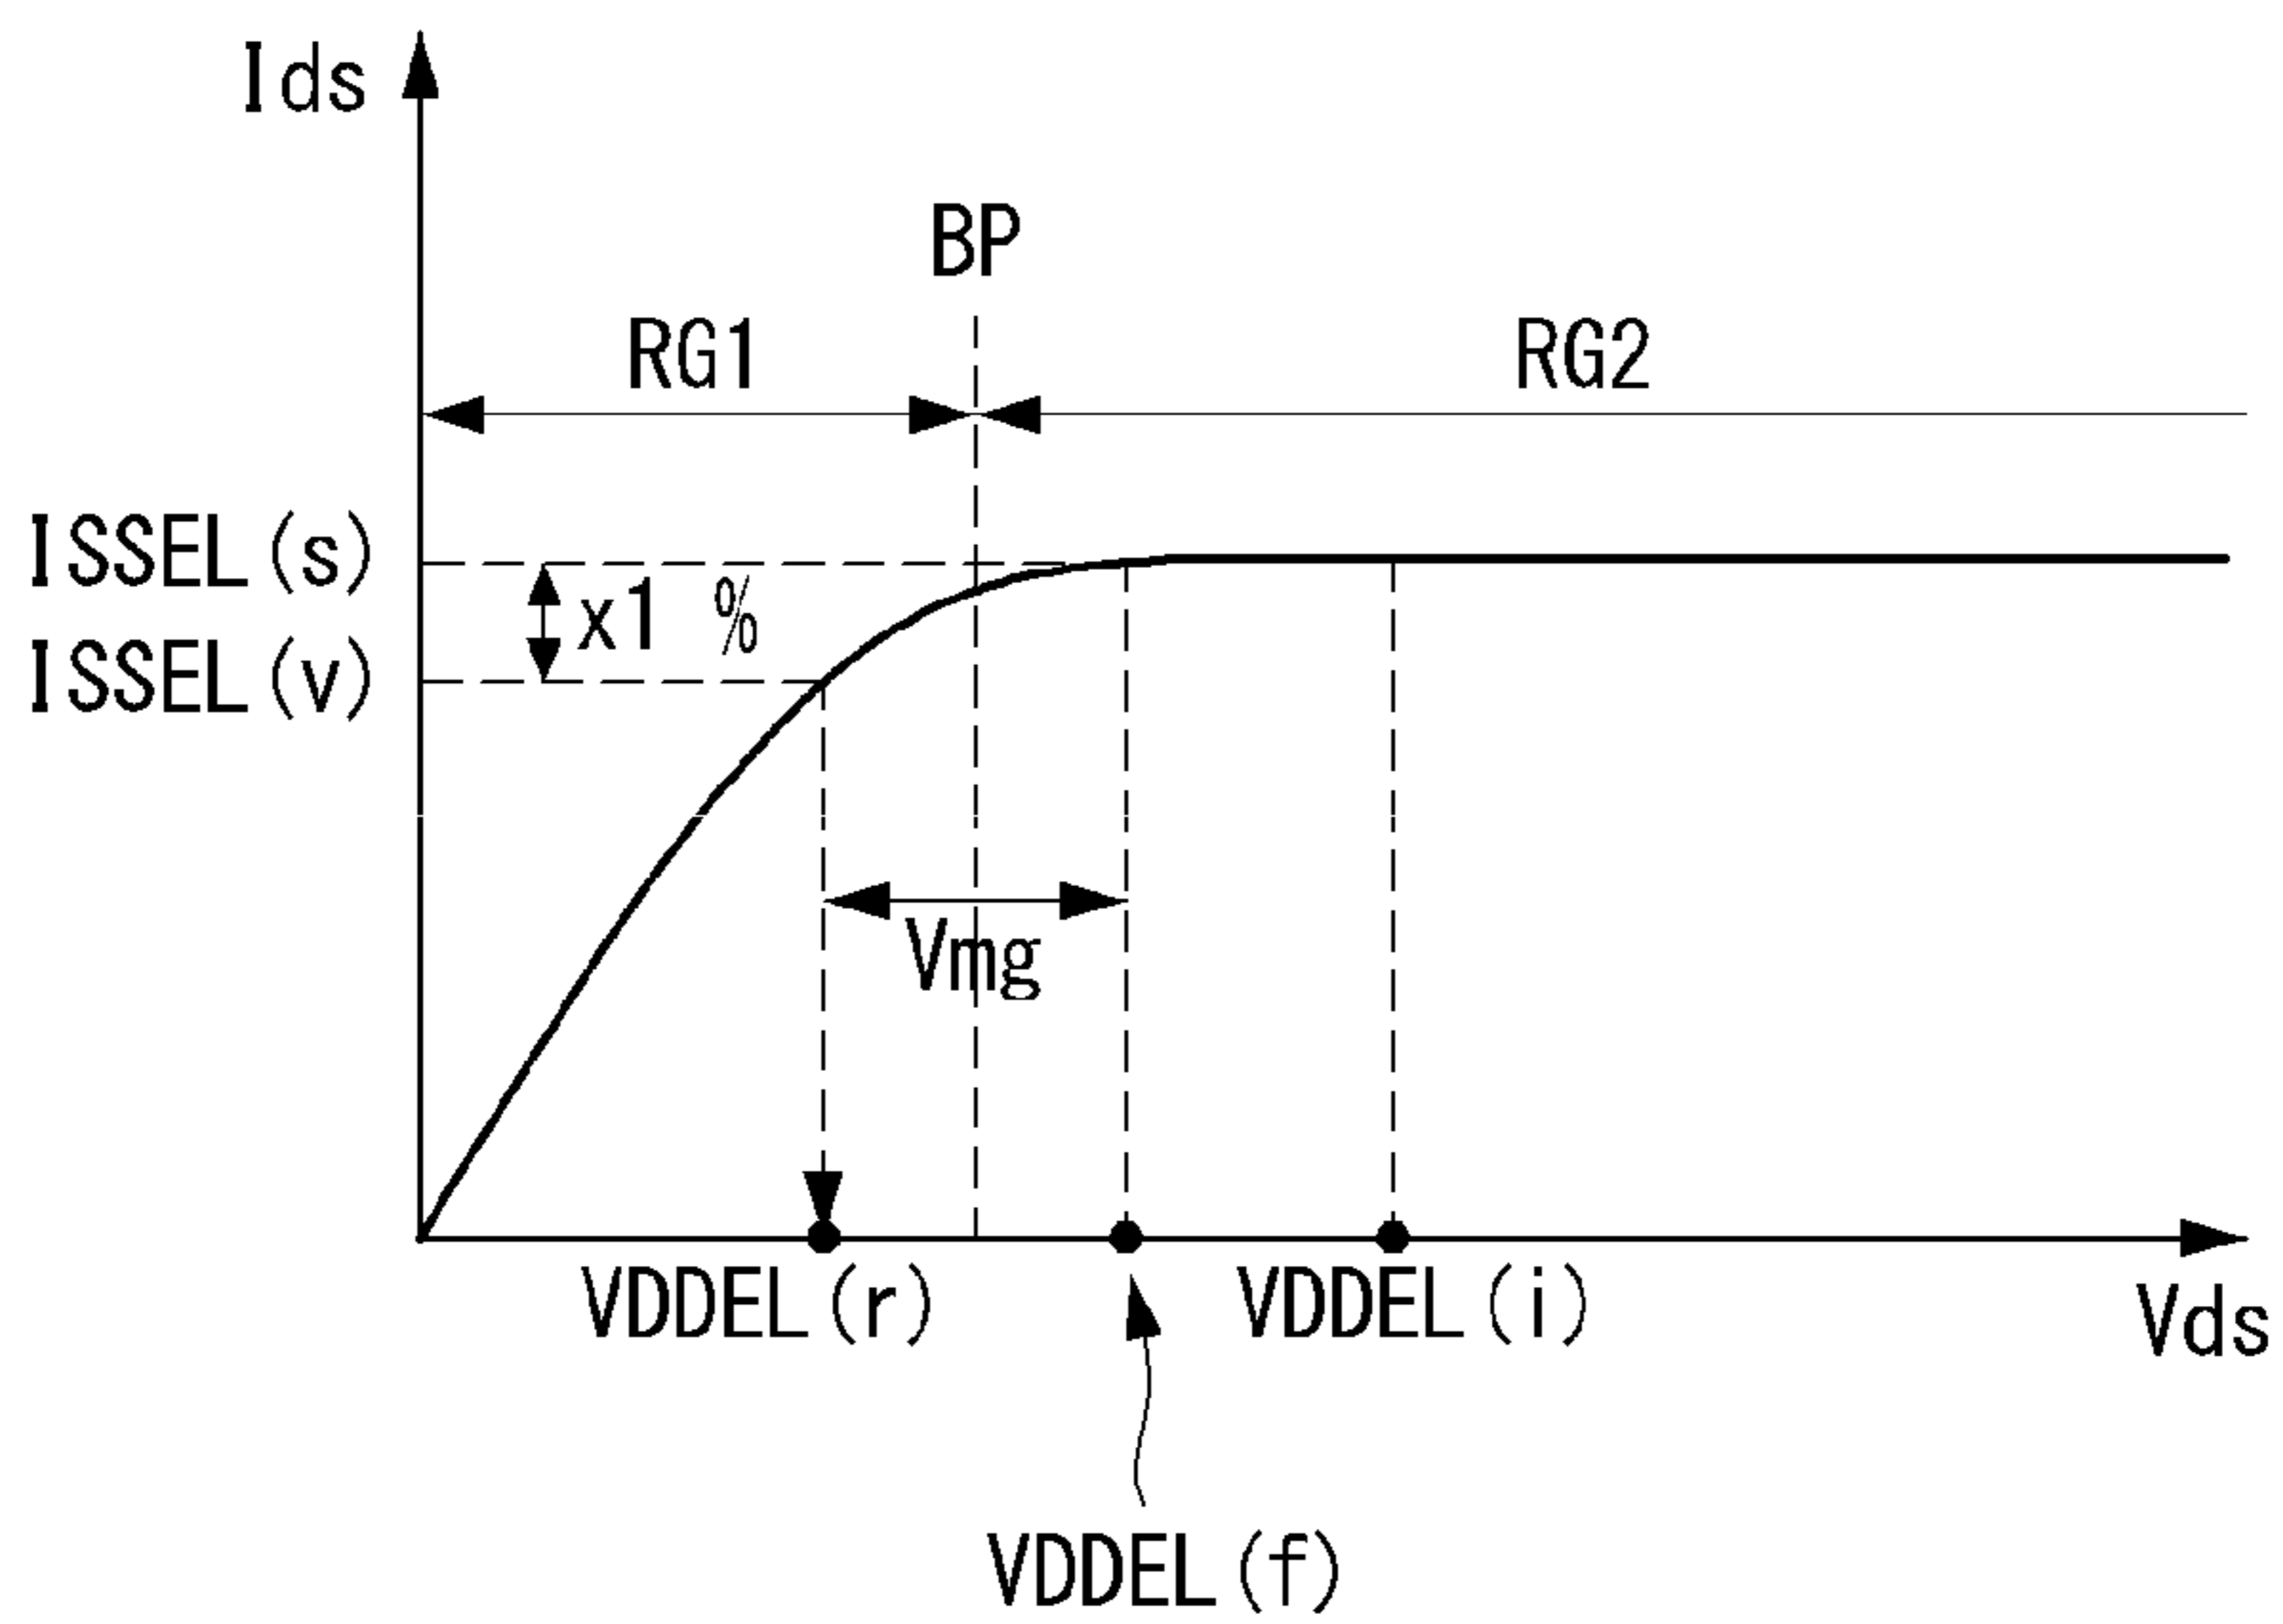 Ids
BP
RG1 RG2
ISSEL(s)
x1 %
ISSEL(v)
Vmg
VDDEL(r) VDDEL(i)
Vds
VDDEL(f)